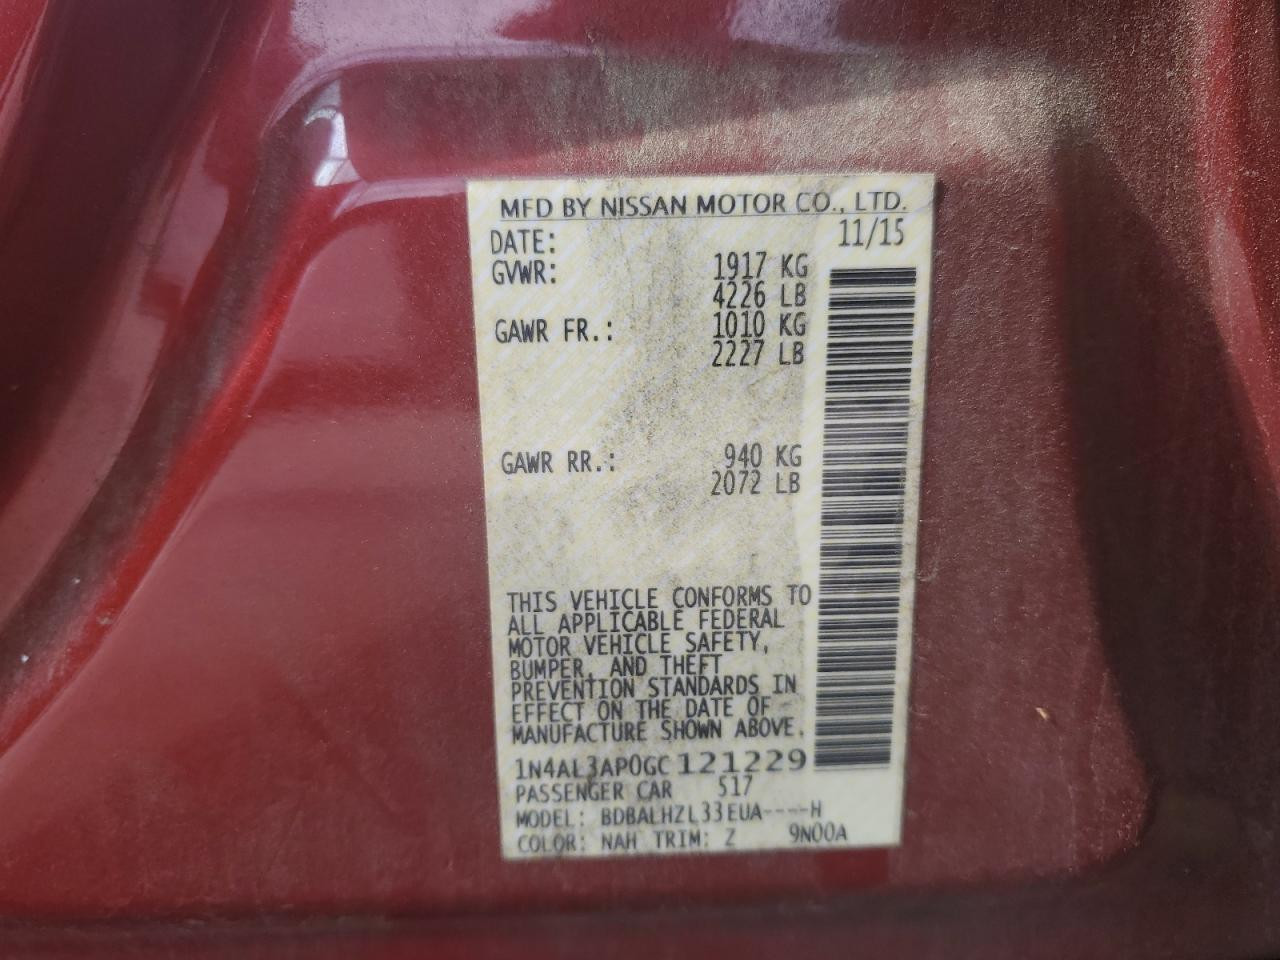 MFD BY NISSAN MOTOR CO., LTD.
DATE: 11/15
GVWR: 1917 KG
4226 LB
GAWR FR.: 1010 KG
2227 LB
GAWR RR.: 940 KG
2072 LB
THIS VEHICLE CONFORMS TO
ALL APPLICABLE FEDERAL
MOTOR VEHICLE SAFETY,
BUMPER, AND THEFT
PREVENTION STANDARDS IN
EFFECT ON THE DATE OF
MANUFACTURE SHOWN ABOVE.
1N4AL3AP0GC121229
PASSENGER CAR 517
MODEL: BDBALHZL33EUA----H
COLOR: NAH TRIM: Z 9N00A